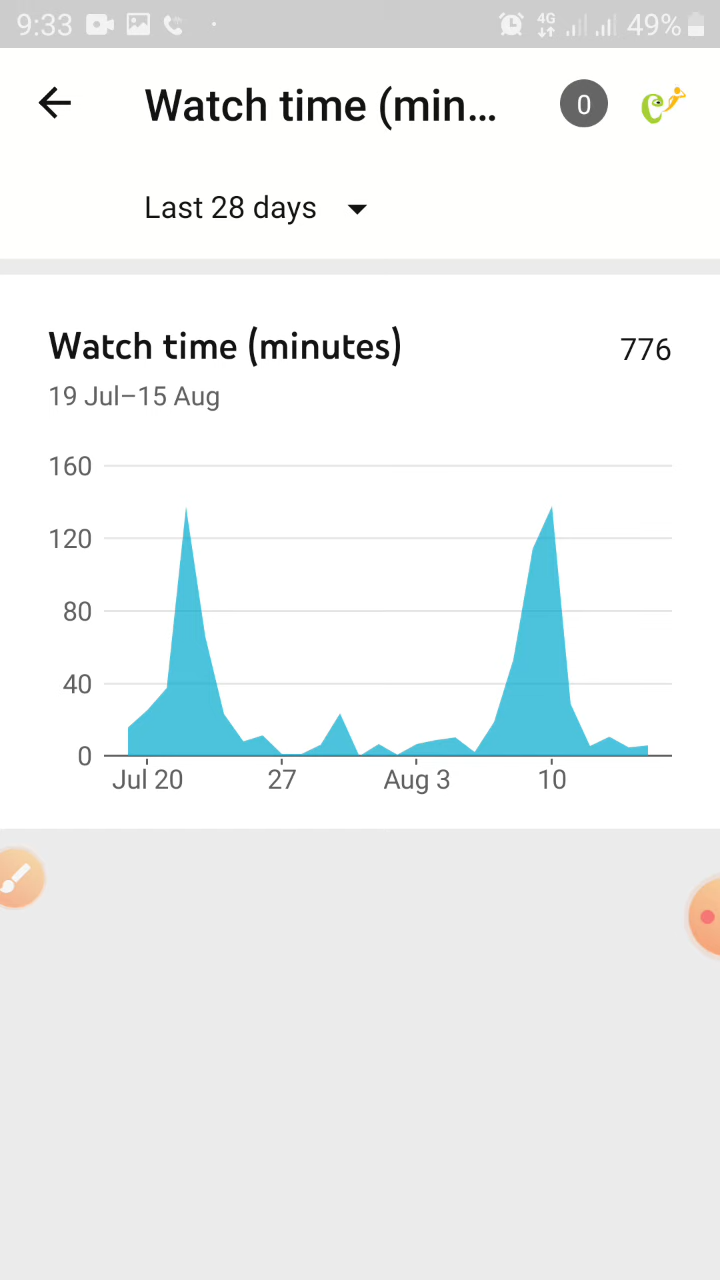 9:33 4G 49%
Watch time (min... 0
Last 28 days
Watch time (minutes) 776
19 Jul–15 Aug
160
120
80
40
0
Jul 20 27 Aug 3 10